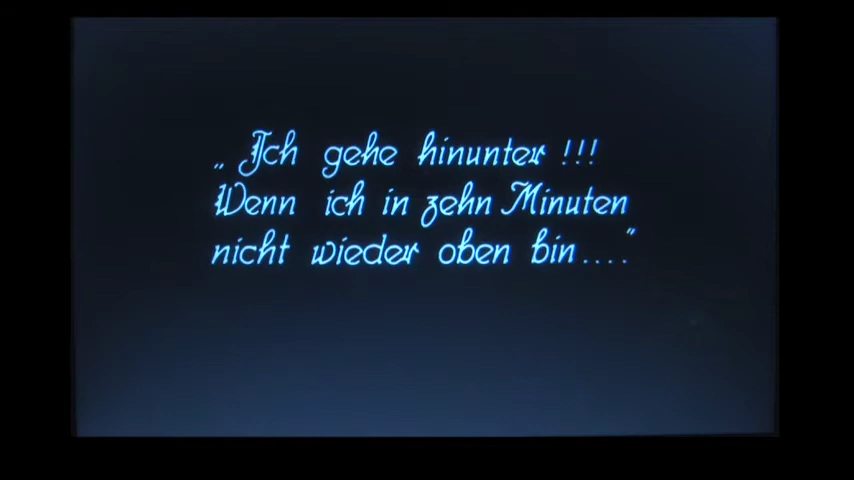 „Ich gehe hinunter!!!
Wenn ich in zehn Minuten
nicht wieder oben bin....”